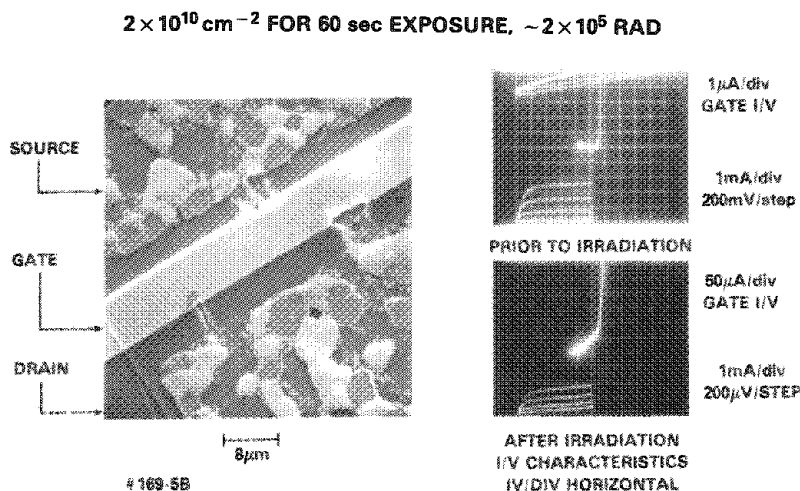 2 × 10¹⁰ cm⁻² FOR 60 sec EXPOSURE, ~2 × 10⁵ RAD
SOURCE
GATE
DRAIN
8μm
# 169-5B
1μA/div
GATE I/V
1mA/div
200mV/step
PRIOR TO IRRADIATION
50μA/div
GATE I/V
1mA/div
200μV/STEP
AFTER IRRADIATION
I/V CHARACTERISTICS
IV/DIV HORIZONTAL